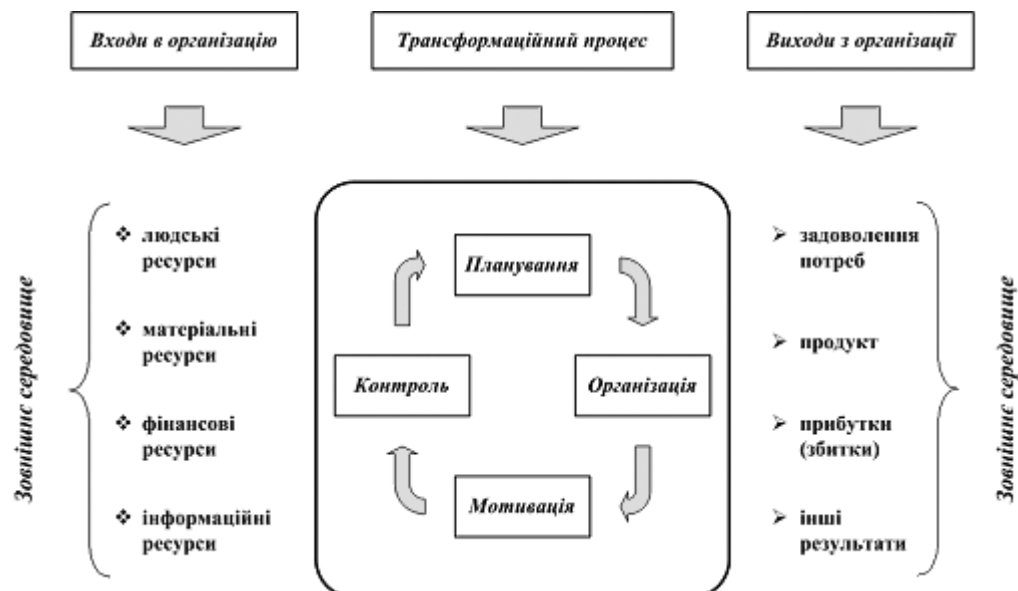 Входи в організацію
Трансформаційний процес
Виходи з організації
Зовнішнє середовище
❖ людські
ресурси
❖ матеріальні
ресурси
❖ фінансові
ресурси
❖ інформаційні
ресурси
Планування
Контроль
Організація
Мотивація
➢ задоволення
потреб
➢ продукт
➢ прибутки
(збитки)
➢ інші
результати
Зовнішнє середовище